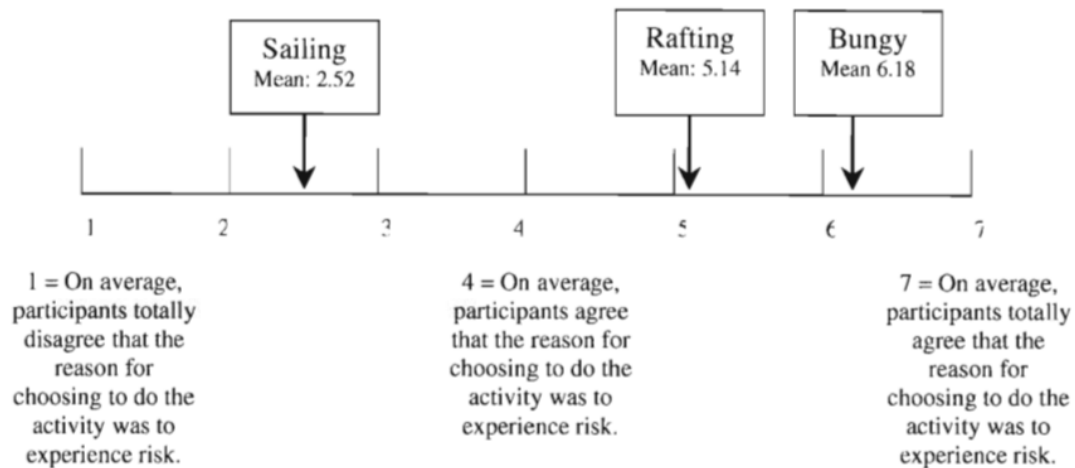 Sailing
Mean: 2.52
Rafting
Mean: 5.14
Bungy
Mean 6.18
1 2 3 4 5 6 7
1 = On average,
participants totally
disagree that the
reason for
choosing to do the
activity was to
experience risk.
4 = On average,
participants agree
that the reason for
choosing to do the
activity was to
experience risk.
7 = On average,
participants totally
agree that the
reason for
choosing to do the
activity was to
experience risk.